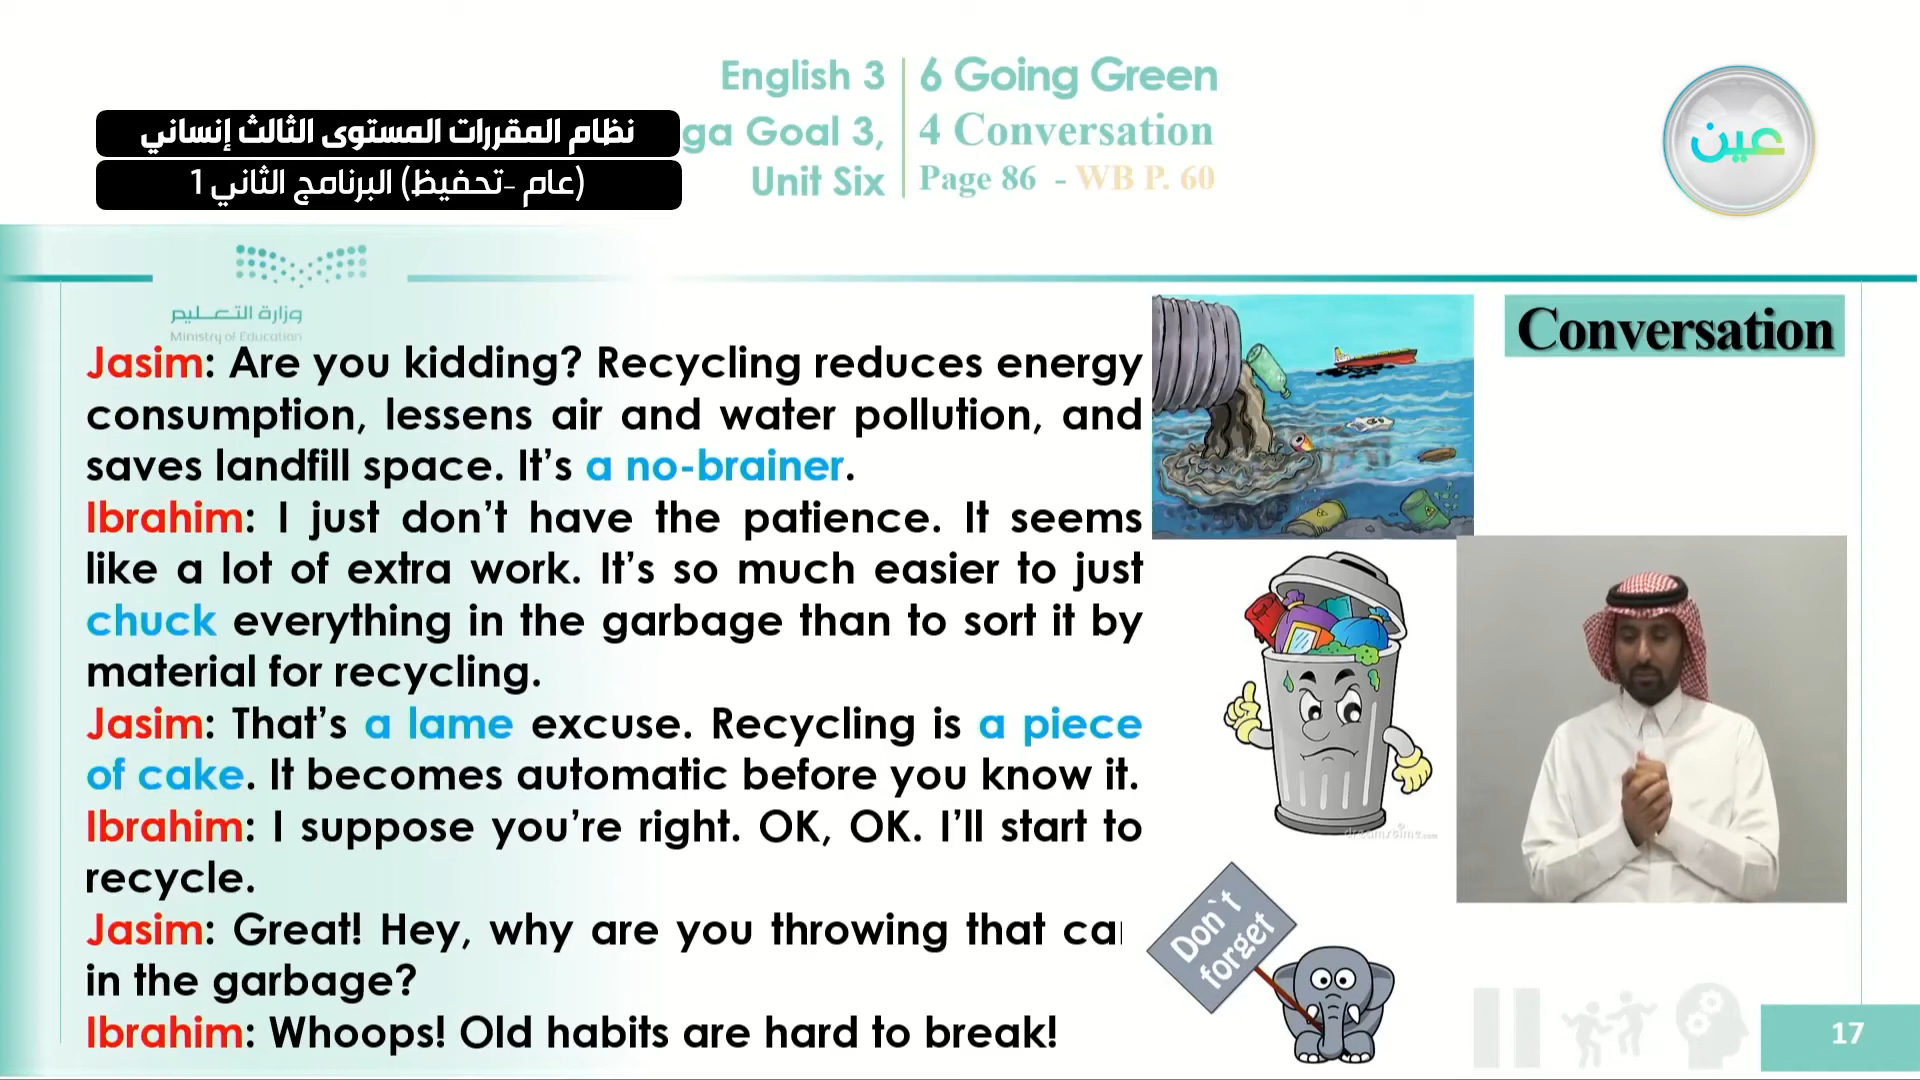 English 3
6 Going Green
نظام المقررات المستوى الثالث إنساني
ga Goal 3,
4 Conversation
(عام -تحفيظ) البرنامج الثاني 1
Unit Six
Page 86 - WB P. 60
عين
وزارة التعليم
Ministry of Education
Conversation
Jasim: Are you kidding? Recycling reduces energy
consumption, lessens air and water pollution, and
saves landfill space. It's a no-brainer.
Ibrahim: I just don't have the patience. It seems
like a lot of extra work. It's so much easier to just
chuck everything in the garbage than to sort it by
material for recycling.
Jasim: That's a lame excuse. Recycling is a piece
of cake. It becomes automatic before you know it.
Ibrahim: I suppose you're right. OK, OK. I'll start to
recycle.
Jasim: Great! Hey, why are you throwing that
in the garbage?
Ibrahim: Whoops! Old habits are hard to break!
Don`t
forget
dreamstime.com
17